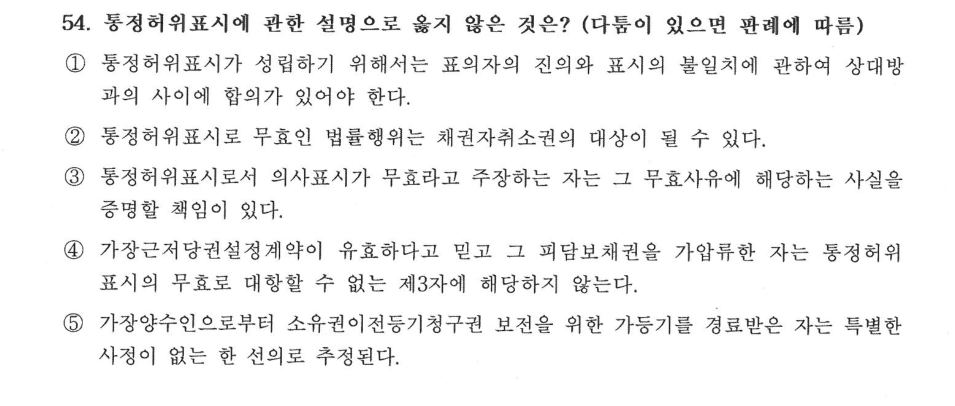 54. 통정허위표시에 관한 설명으로 옳지 않은 것은? (다툼이 있으면 판례에 따름)
① 통정허위표시가 성립하기 위해서는 표의자의 진의와 표시의 불일치에 관하여 상대방
과의 사이에 합의가 있어야 한다.
② 통정허위표시로 무효인 법률행위는 채권자취소권의 대상이 될 수 있다.
③ 통정허위표시로서 의사표시가 무효라고 주장하는 자는 그 무효사유에 해당하는 사실을
증명할 책임이 있다.
④ 가장근저당권설정계약이 유효하다고 믿고 그 피담보채권을 가압류한 자는 통정허위
표시의 무효로 대항할 수 없는 제3자에 해당하지 않는다.
⑤ 가장양수인으로부터 소유권이전등기청구권 보전을 위한 가등기를 경료받은 자는 특별한
사정이 없는 한 선의로 추정된다.